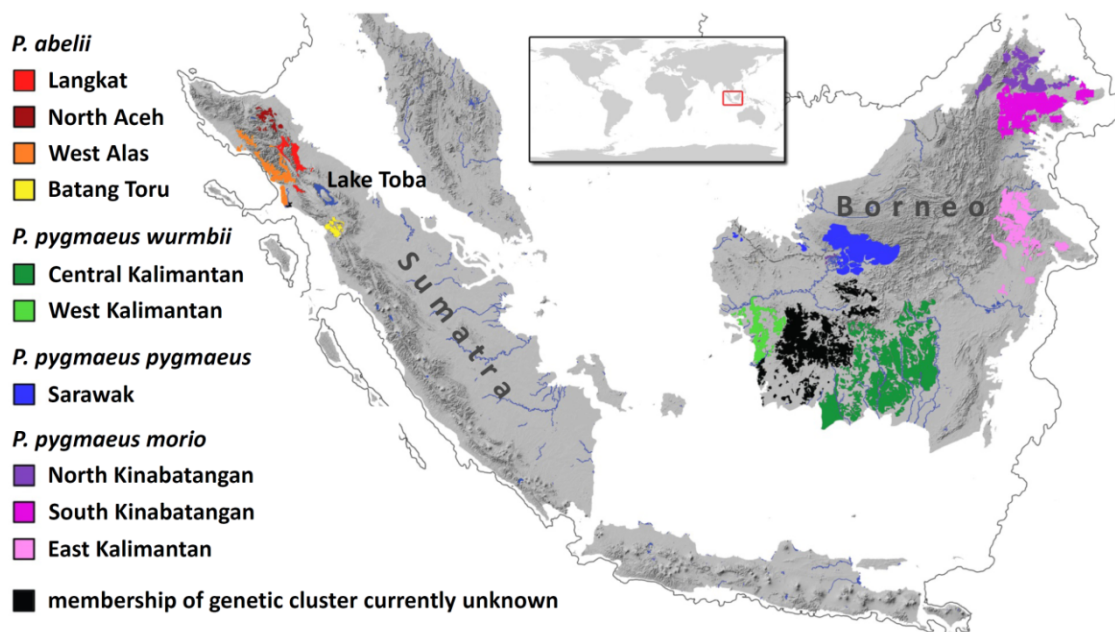 P. abelii
Langkat
North Aceh
West Alas
Batang Toru
P. pygmaeus wurmbii
Central Kalimantan
West Kalimantan
P. pygmaeus pygmaeus
Sarawak
P. pygmaeus morio
North Kinabatangan
South Kinabatangan
East Kalimantan
membership of genetic cluster currently unknown
Lake Toba
Sumatra
Borneo